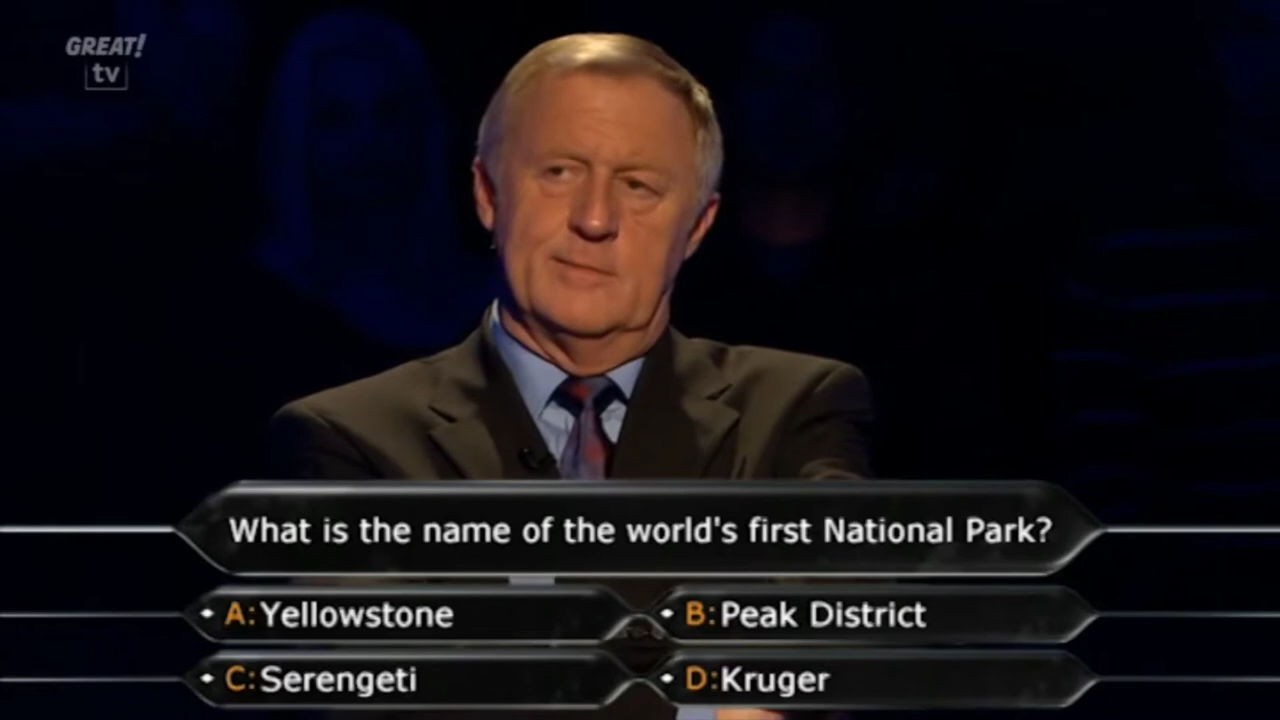 GREAT!
tv
What is the name of the world's first National Park?
A: Yellowstone
B: Peak District
C: Serengeti
D: Kruger